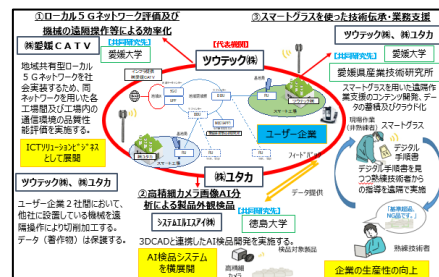 ①ローカル５Gネットワーク評価及び
機械の遠隔操作等による効率化
③スマートグラスを使った技術伝承・業務支援
㈱愛媛CATV
【共同研究先】
愛媛大学
【代表機関】
ツウテック㈱
ツウテック㈱、㈱ユタカ
【共同研究先】
愛媛大学
愛媛県産業技術研究所
地域共有型ローカル
５Gネットワークを社
会実装するため、同
ネットワークを用いた各
工場間及び工場内の
通信環境の品質性
能評価を実施する。
スマートグラスを用いた遠隔作
業支援のコンテンツ開発、デー
タの蓄積及びクラウド化
ユーザー企業
ICTソリューションビジネス
として展開
スマートグラス
デジタル
手順書
デジタル手順書を見
つつ熟練技術者から
の指導を遠隔で実施
㈱ユタカ
ツウテック㈱、㈱ユタカ
ユーザー企業２社間において、
他社に設置している機械を遠
隔操作により切削加工する。
データ（著作物）は保護する。
②高精細カメラ画像AI分
析による製品外観検品
データ提供
システムエルエスアイ㈱
【共同研究先】
徳島大学
3DCADと連携したAI検品開発を実施する。
AI検品システム
を横展開
検品対象製品
高精細
カメラ
熟練技術者
企業の生産性の向上